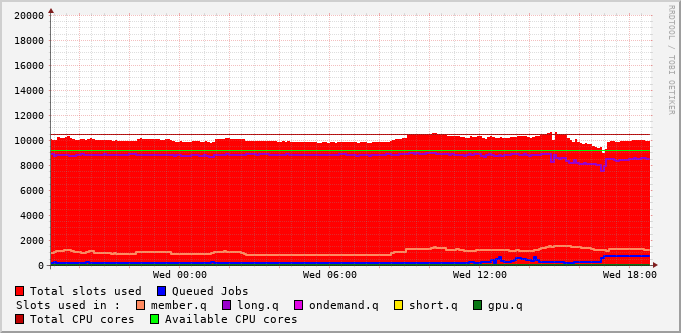 20000
18000
16000
14000
12000
10000
8000
6000
4000
2000
0
Wed 00:00 Wed 06:00 Wed 12:00 Wed 18:00
Total slots used Queued Jobs
Slots used in : member.q long.q ondemand.q short.q gpu.q
Total CPU cores Available CPU cores
RRDTOOL / TOBI OETIKER